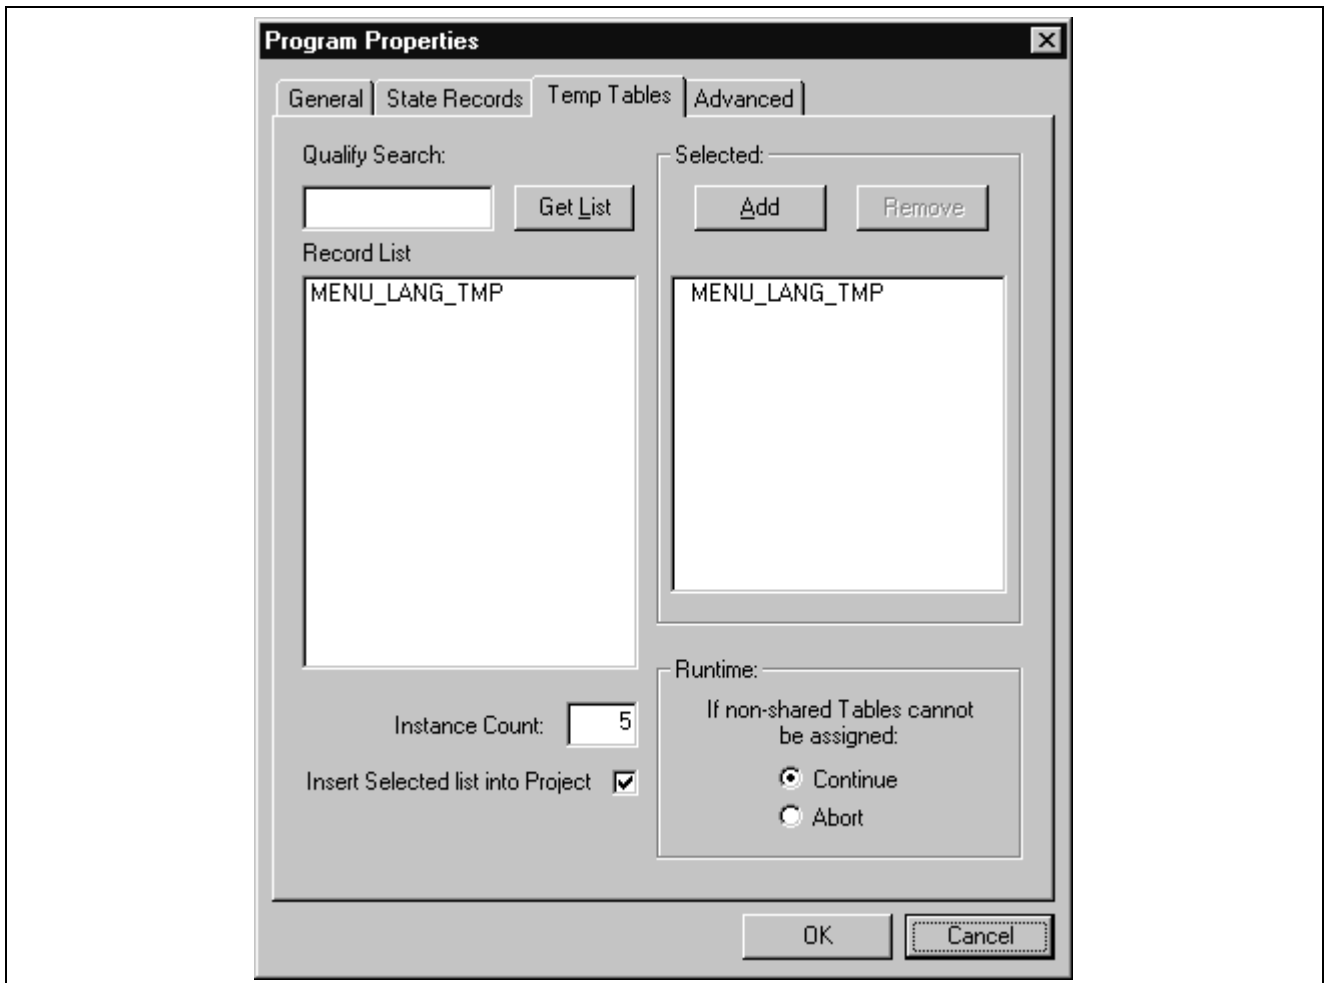 Program Properties
General
State Records
Temp Tables
Advanced
Qualify Search:
Get List
Record List
MENU_LANG_TMP
Instance Count:
5
Insert Selected list into Project
Selected:
Add
Remove
MENU_LANG_TMP
Runtime:
If non-shared Tables cannot
be assigned:
Continue
Abort
OK
Cancel